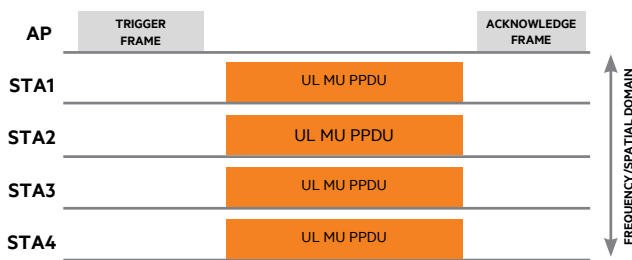 AP
TRIGGER
FRAME
ACKNOWLEDGE
FRAME
STA1
UL MU PPDU
STA2
UL MU PPDU
STA3
UL MU PPDU
STA4
UL MU PPDU
FREQUENCY/SPATIAL DOMAIN